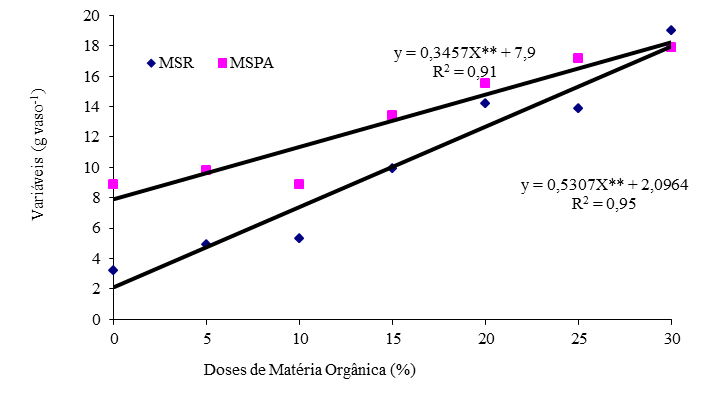 20
18
16
14
12
10
8
6
4
2
0
Variáveis (g vaso-1)
MSR
MSPA
y = 0,3457X** + 7,9
R2 = 0,91
y = 0,5307X** + 2,0964
R2 = 0,95
0 5 10 15 20 25 30
Doses de Matéria Orgânica (%)